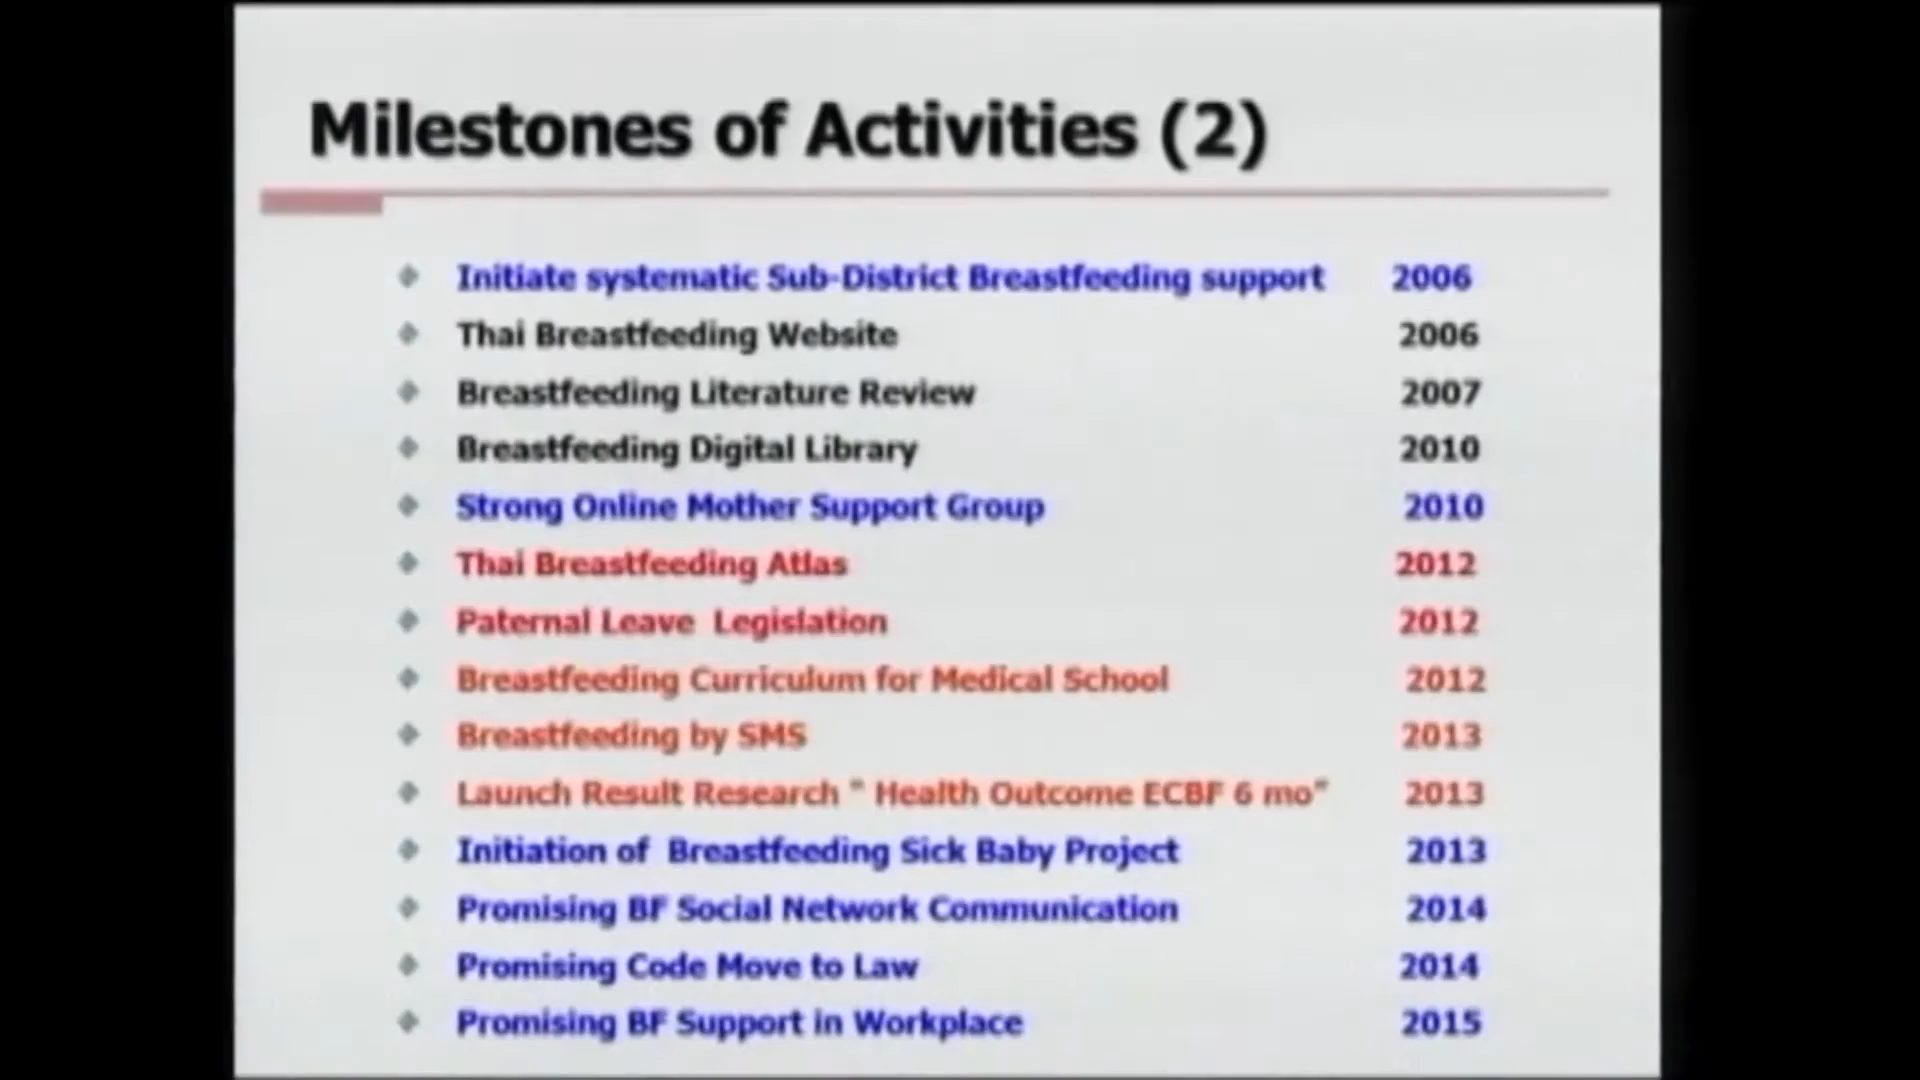 Milestones of Activities (2)
Initiate systematic Sub-District Breastfeeding support 2006
Thai Breastfeeding Website 2006
Breastfeeding Literature Review 2007
Breastfeeding Digital Library 2010
Strong Online Mother Support Group 2010
Thai Breastfeeding Atlas 2012
Paternal Leave Legislation 2012
Breastfeeding Curriculum for Medical School 2012
Breastfeeding by SMS 2013
Launch Result Research " Health Outcome ECBF 6 mo" 2013
Initiation of Breastfeeding Sick Baby Project 2013
Promising BF Social Network Communication 2014
Promising Code Move to Law 2014
Promising BF Support in Workplace 2015